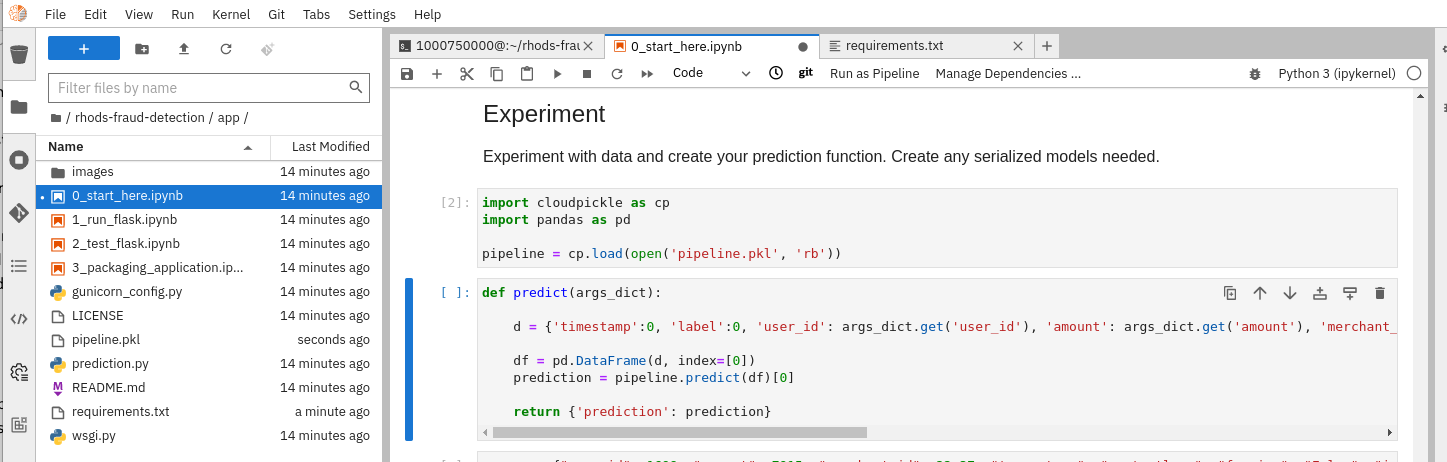 File Edit View Run Kernel Git Tabs Settings Help
+
1000750000@:~/rhods-frau
0_start_here.ipynb
requirements.txt
Code
git
Run as Pipeline
Manage Dependencies ...
Python 3 (ipykernel)
Filter files by name
/ rhods-fraud-detection / app /
Name Last Modified
images 14 minutes ago
0_start_here.ipynb 14 minutes ago
1_run_flask.ipynb 14 minutes ago
2_test_flask.ipynb 14 minutes ago
3_packaging_application.ip... 14 minutes ago
gunicorn_config.py 14 minutes ago
LICENSE 14 minutes ago
pipeline.pkl seconds ago
prediction.py 14 minutes ago
README.md 14 minutes ago
requirements.txt a minute ago
wsgi.py 14 minutes ago
Experiment
Experiment with data and create your prediction function. Create any serialized models needed.
[2]: import cloudpickle as cp
import pandas as pd
pipeline = cp.load(open('pipeline.pkl', 'rb'))
[ ]: def predict(args_dict):
d = {'timestamp':0, 'label':0, 'user_id': args_dict.get('user_id'), 'amount': args_dict.get('amount'), 'merchant_
df = pd.DataFrame(d, index=[0])
prediction = pipeline.predict(df)[0]
return {'prediction': prediction}